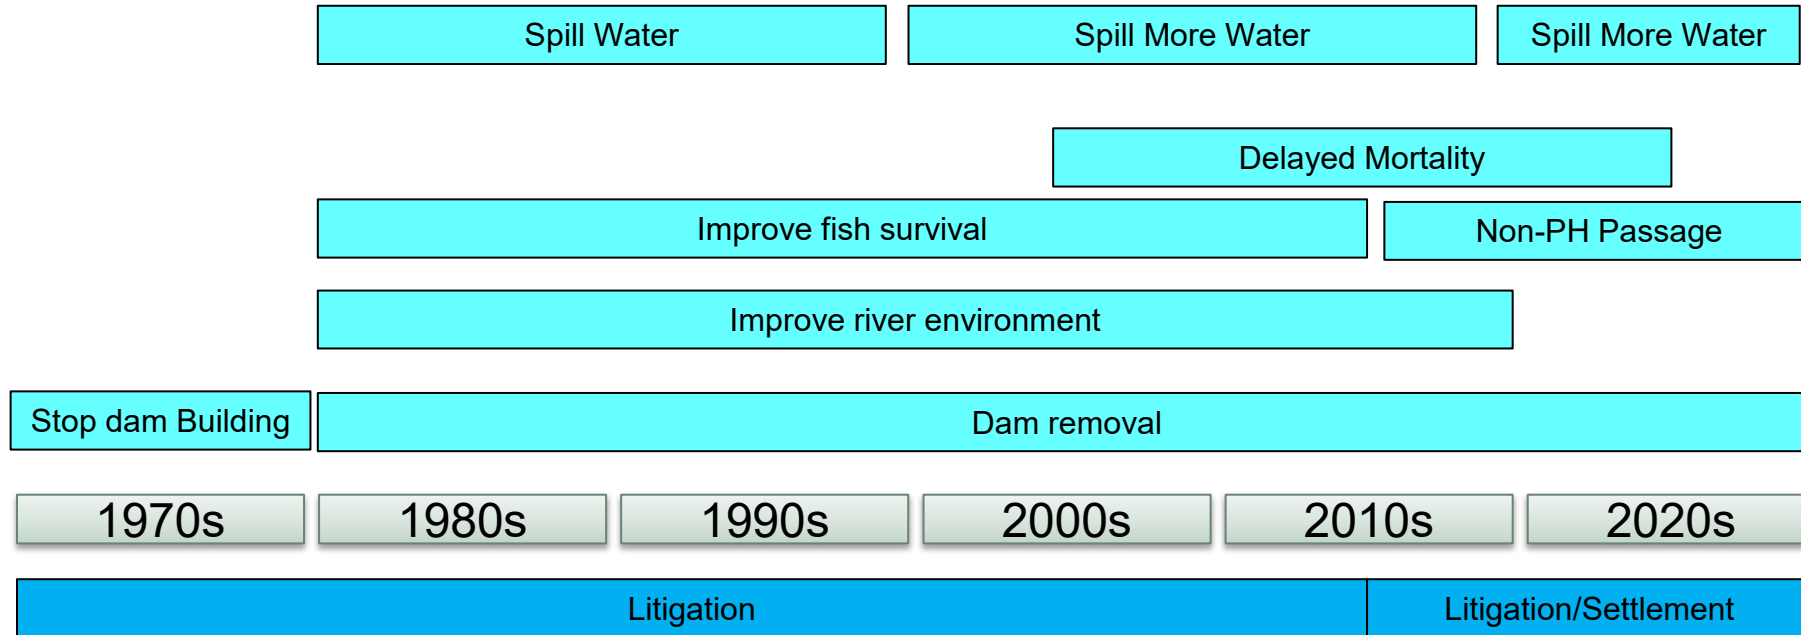 Spill Water
Spill More Water
Spill More Water
Delayed Mortality
Improve fish survival
Non-PH Passage
Improve river environment
Stop dam Building
Dam removal
1970s
1980s
1990s
2000s
2010s
2020s
Litigation
Litigation/Settlement